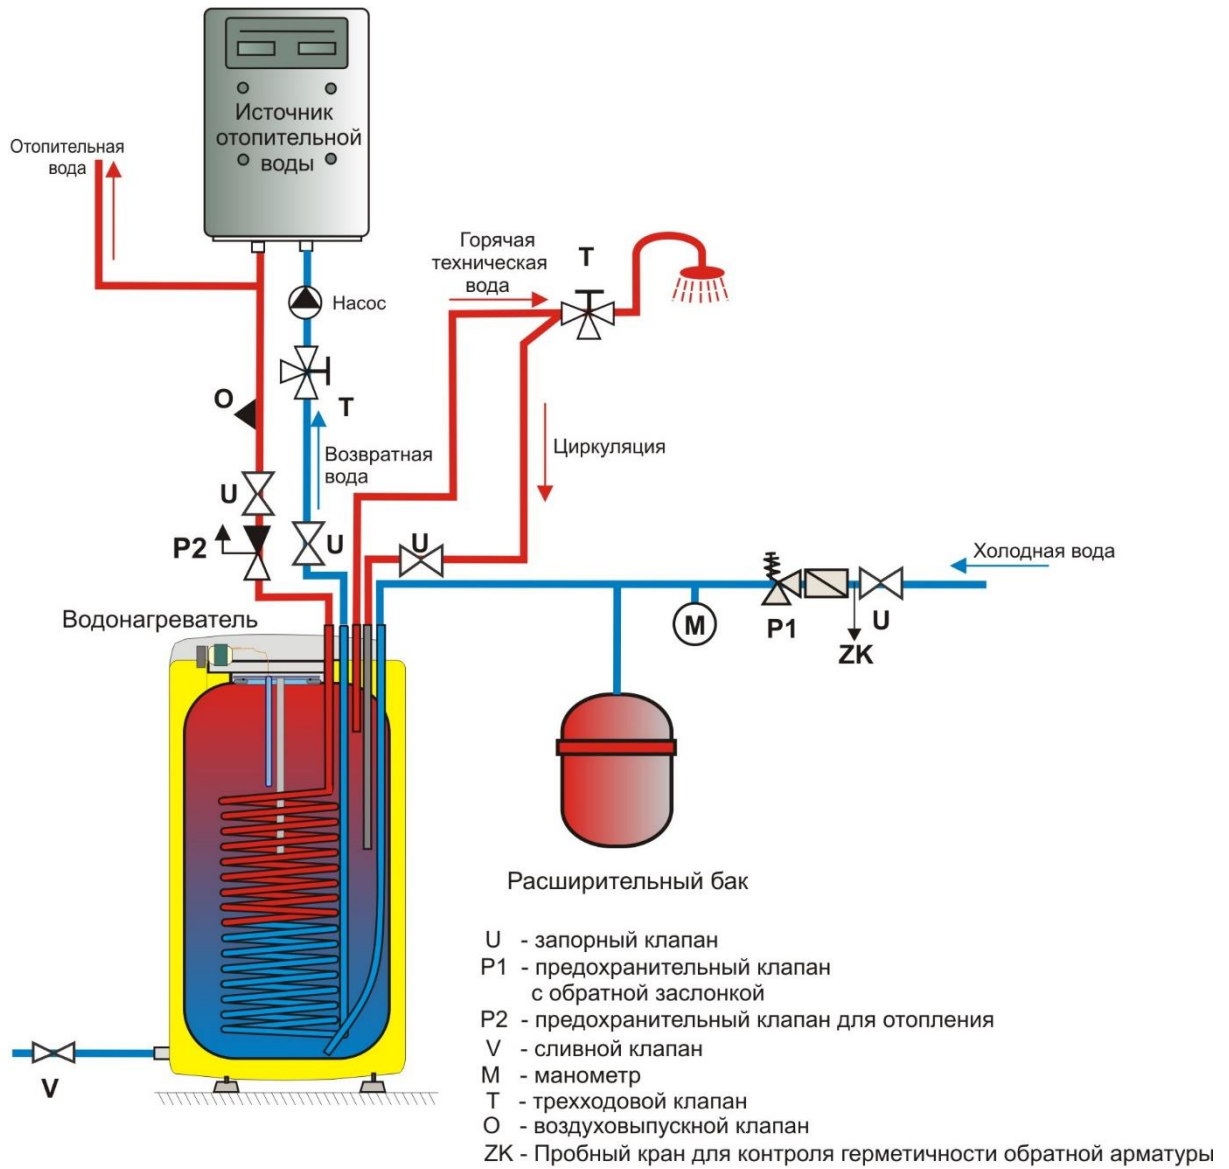 Источник
отопительной
воды
Отопительная
вода
Насос
Горячая
техническая
вода
T
O
T
Возвратная
вода
Циркуляция
U
P2
U
U
Холодная вода
Водонагреватель
M
P1
U
ZK
Расширительный бак
U - запорный клапан
P1 - предохранительный клапан
с обратной заслонкой
P2 - предохранительный клапан для отопления
V - сливной клапан
M - манометр
T - трехходовой клапан
O - воздуховыпускной клапан
ZK - Пробный кран для контроля герметичности обратной арматуры
V